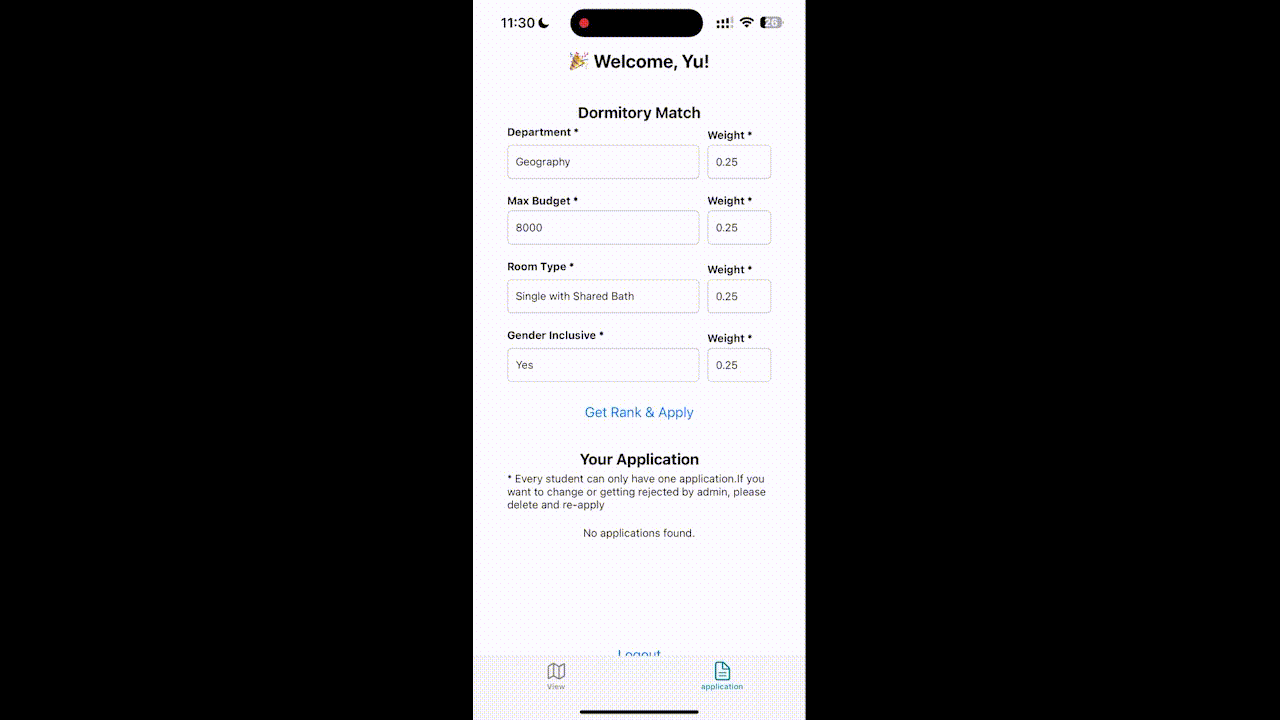 11:30
26
🎉 Welcome, Yu!
Dormitory Match
Department * Weight *
Geography 0.25
Max Budget * Weight *
8000 0.25
Room Type * Weight *
Single with Shared Bath 0.25
Gender Inclusive * Weight *
Yes 0.25
Get Rank & Apply
Your Application
* Every student can only have one application.If you
want to change or getting rejected by admin, please
delete and re-apply
No applications found.
Logout
View application